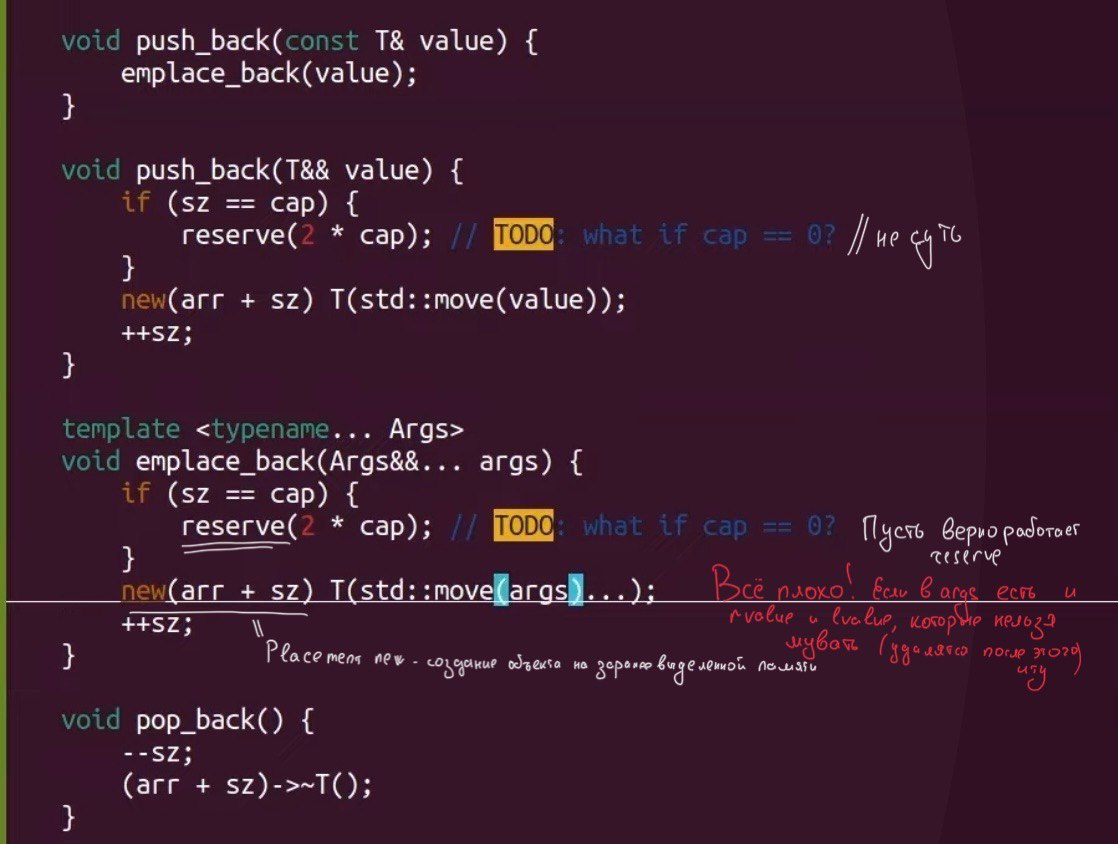 void push_back(const T& value) {
    emplace_back(value);
}
void push_back(T&& value) {
    if (sz == cap) {
        reserve(2 * cap); // TODO: what if cap == 0? // не суть
    }
    new(arr + sz) T(std::move(value));
    ++sz;
}
template <typename... Args>
void emplace_back(Args&&... args) {
    if (sz == cap) {
        reserve(2 * cap); // TODO: what if cap == 0? Пусть верно работает
reserve
    }
    new(arr + sz) T(std::move(args)...); Всё плохо! Если в args есть и
rvalue и lvalue, которые нельзя
    ++sz;
мувать (удалятся после этого)
}
Placement new - создание объекта на заранее выделенной памяти
void pop_back() {
    --sz;
    (arr + sz)->~T();
}